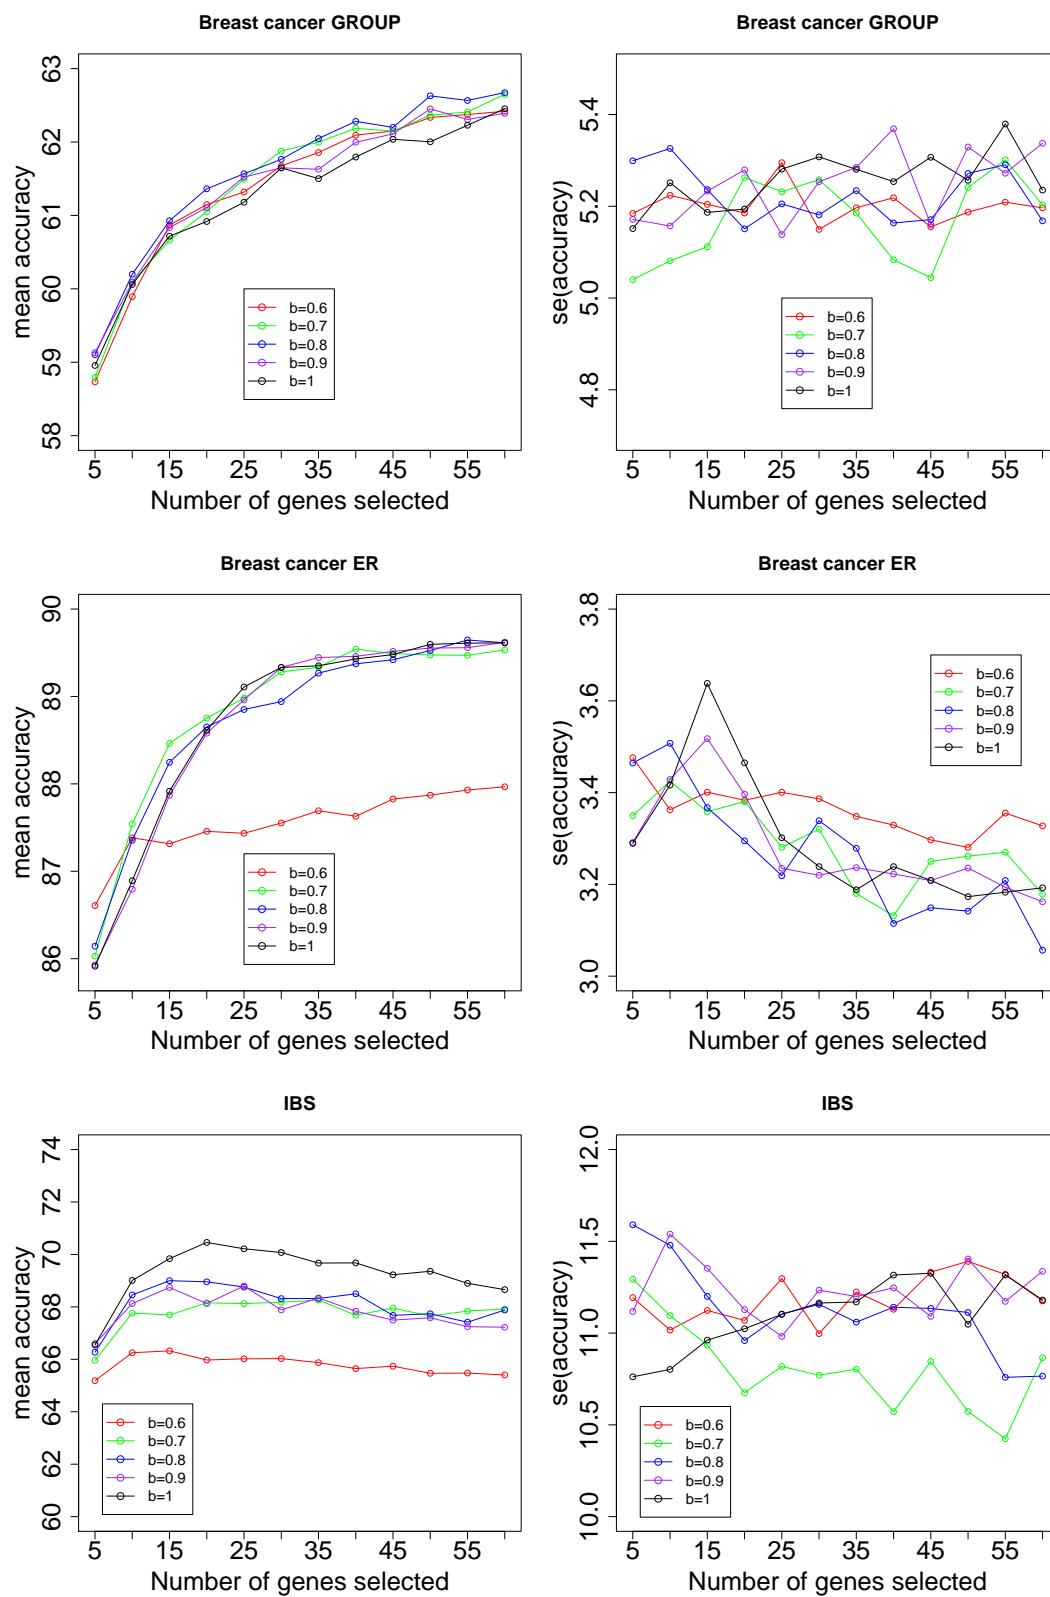 Breast cancer GROUP
mean accuracy
63
62
61
60
59
58
b=0.6
b=0.7
b=0.8
b=0.9
b=1
5 15 25 35 45 55
Number of genes selected
Breast cancer GROUP
se(accuracy)
5.4
5.2
5.0
4.8
b=0.6
b=0.7
b=0.8
b=0.9
b=1
5 15 25 35 45 55
Number of genes selected
Breast cancer ER
mean accuracy
90
89
88
87
86
b=0.6
b=0.7
b=0.8
b=0.9
b=1
5 15 25 35 45 55
Number of genes selected
Breast cancer ER
se(accuracy)
3.8
3.6
3.4
3.2
3.0
b=0.6
b=0.7
b=0.8
b=0.9
b=1
5 15 25 35 45 55
Number of genes selected
IBS
mean accuracy
74
72
70
68
66
64
62
60
b=0.6
b=0.7
b=0.8
b=0.9
b=1
5 15 25 35 45 55
Number of genes selected
IBS
se(accuracy)
12.0
11.5
11.0
10.5
10.0
b=0.6
b=0.7
b=0.8
b=0.9
b=1
5 15 25 35 45 55
Number of genes selected